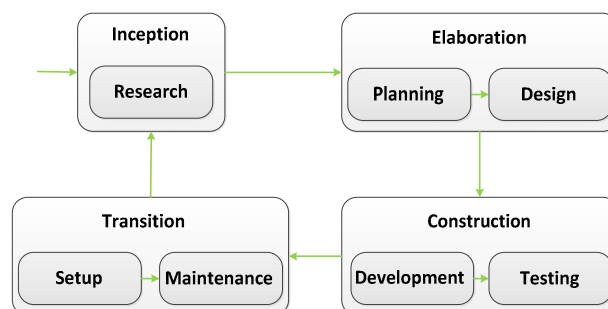 Inception
Research
Elaboration
Planning
Design
Transition
Setup
Maintenance
Construction
Development
Testing